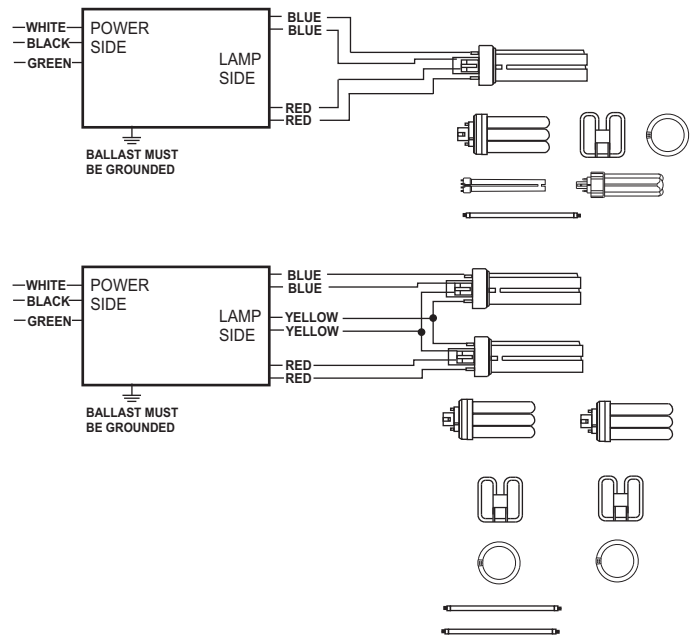 BLUE
WHITE
POWER
BLUE
BLACK
SIDE
LAMP
GREEN
SIDE
RED
RED
BALLAST MUST
BE GROUNDED
BLUE
WHITE
POWER
BLUE
BLACK
SIDE
LAMP
YELLOW
GREEN
SIDE
YELLOW
RED
RED
BALLAST MUST
BE GROUNDED